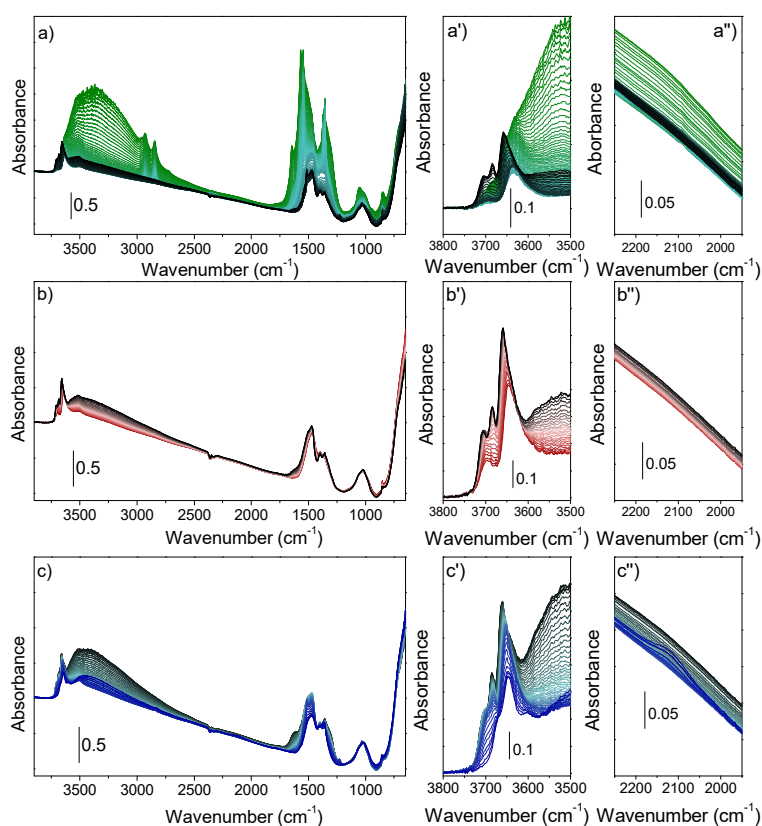 a)
Absorbance
0.5
3500 3000 2500 2000 1500 1000
Wavenumber (cm⁻¹)
a')
Absorbance
0.1
3800 3700 3600 3500
Wavenumber (cm⁻¹)
a'')
Absorbance
0.05
2200 2100 2000
Wavenumber (cm⁻¹)
b)
Absorbance
0.5
3500 3000 2500 2000 1500 1000
Wavenumber (cm⁻¹)
b')
Absorbance
0.1
3800 3700 3600 3500
Wavenumber (cm⁻¹)
b'')
Absorbance
0.05
2200 2100 2000
Wavenumber (cm⁻¹)
c)
Absorbance
0.5
3500 3000 2500 2000 1500 1000
Wavenumber (cm⁻¹)
c')
Absorbance
0.1
3800 3700 3600 3500
Wavenumber (cm⁻¹)
c'')
Absorbance
0.05
2200 2100 2000
Wavenumber (cm⁻¹)